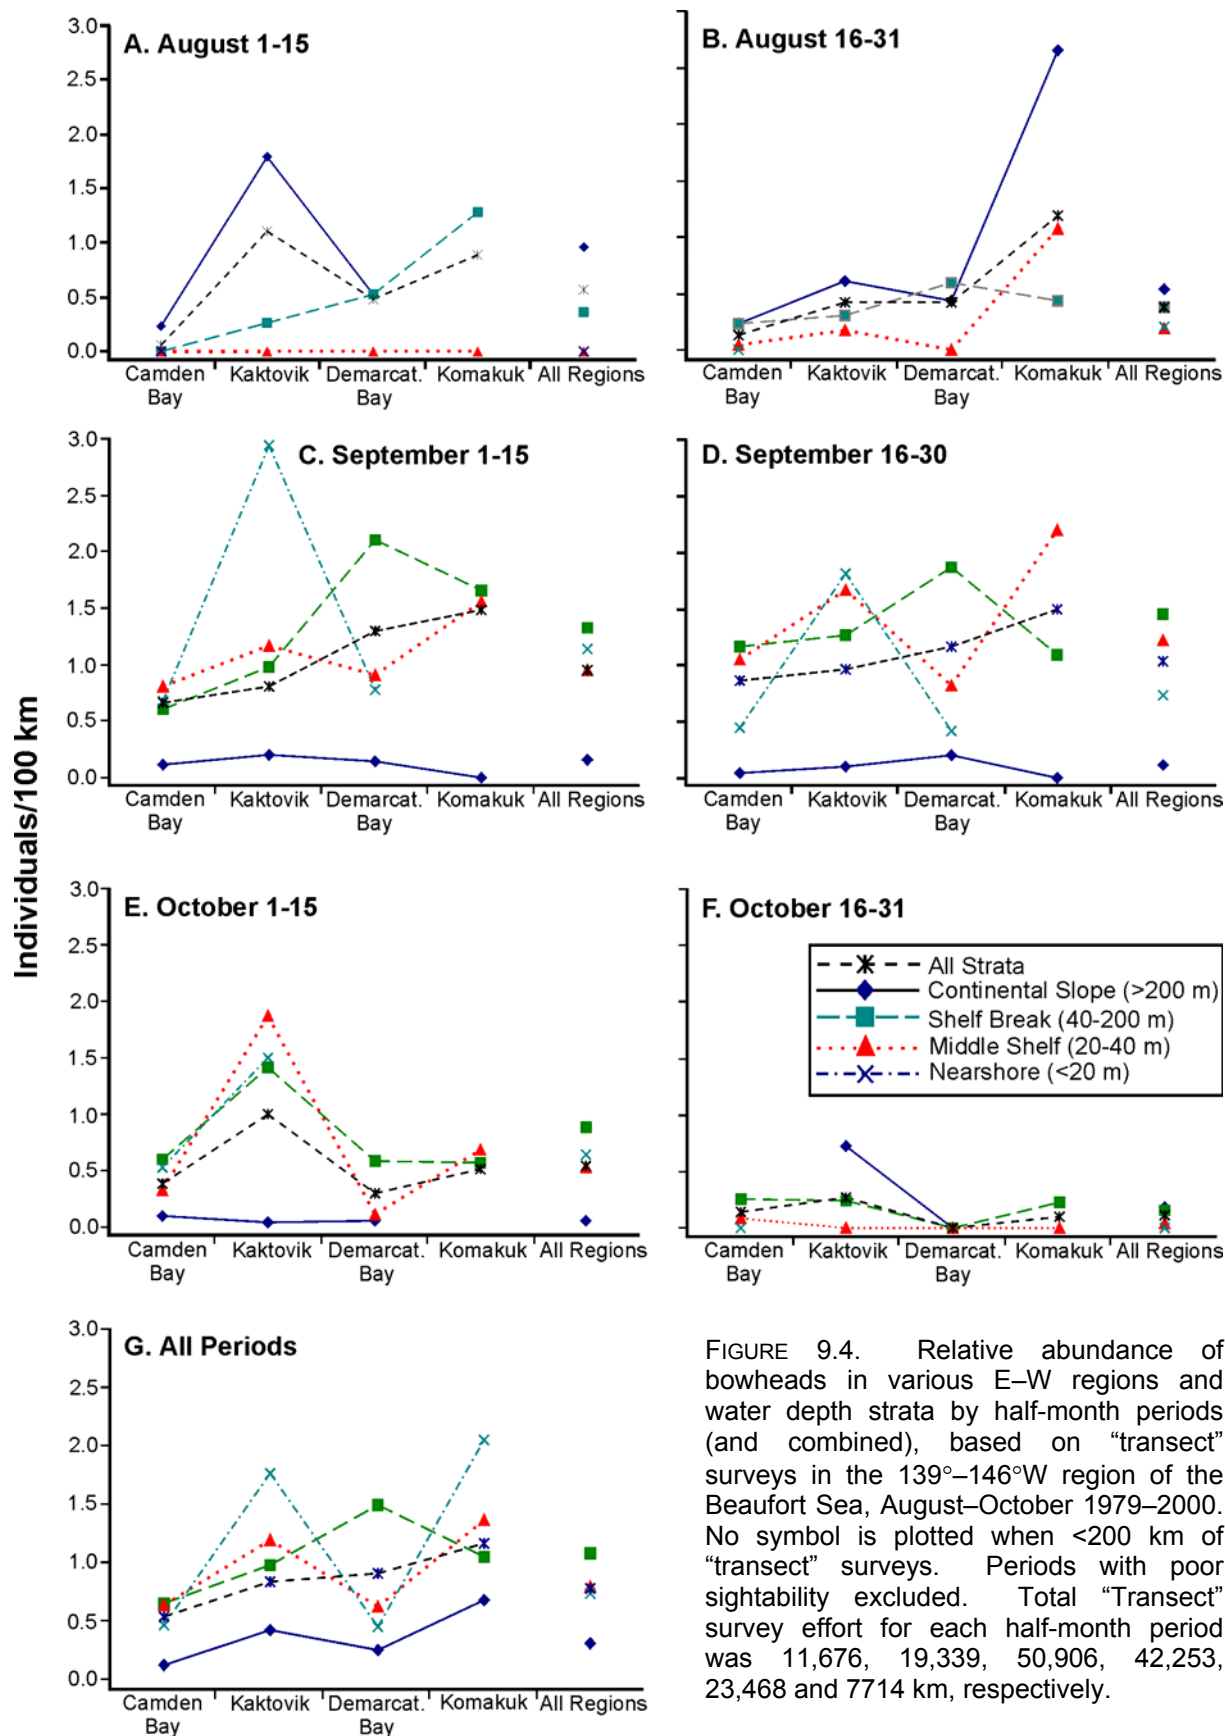 Individuals/100 km
A. August 1-15
3.0
2.5
2.0
1.5
1.0
0.5
0.0
Camden Bay
Kaktovik
Demarcat. Bay
Komakuk
All Regions
B. August 16-31
Camden Bay
Kaktovik
Demarcat. Bay
Komakuk
All Regions
C. September 1-15
3.0
2.5
2.0
1.5
1.0
0.5
0.0
Camden Bay
Kaktovik
Demarcat. Bay
Komakuk
All Regions
D. September 16-30
Camden Bay
Kaktovik
Demarcat. Bay
Komakuk
All Regions
E. October 1-15
3.0
2.5
2.0
1.5
1.0
0.5
0.0
Camden Bay
Kaktovik
Demarcat. Bay
Komakuk
All Regions
F. October 16-31
All Strata
Continental Slope (>200 m)
Shelf Break (40-200 m)
Middle Shelf (20-40 m)
Nearshore (<20 m)
Camden Bay
Kaktovik
Demarcat. Bay
Komakuk
All Regions
G. All Periods
3.0
2.5
2.0
1.5
1.0
0.5
0.0
Camden Bay
Kaktovik
Demarcat. Bay
Komakuk
All Regions
FIGURE 9.4. Relative abundance of
bowheads in various E–W regions and
water depth strata by half-month periods
(and combined), based on “transect”
surveys in the 139°–146°W region of the
Beaufort Sea, August–October 1979–2000.
No symbol is plotted when <200 km of
“transect” surveys. Periods with poor
sightability excluded. Total “Transect”
survey effort for each half-month period
was 11,676, 19,339, 50,906, 42,253,
23,468 and 7714 km, respectively.